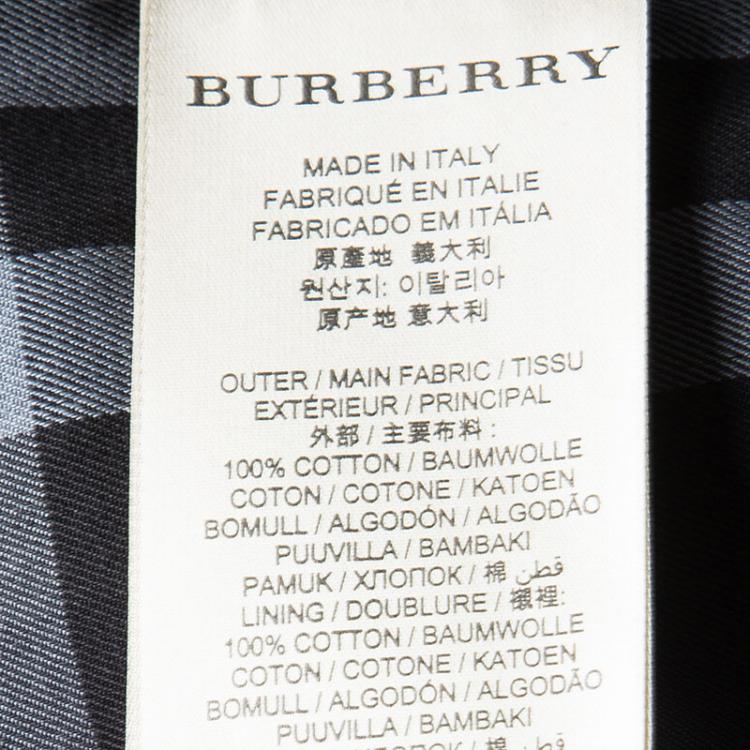 BURBERRY
MADE IN ITALY
FABRIQUÉ EN ITALIE
FABRICADO EM ITÁLIA
原產地 義大利
원산지: 이탈리아
原产地 意大利
OUTER / MAIN FABRIC / TISSU
EXTÉRIEUR / PRINCIPAL
外部 / 主要布料 :
100% COTTON / BAUMWOLLE
COTON / COTONE / KATOEN
BOMULL / ALGODÓN / ALGODÃO
PUUVILLA / BAMBAKI
PAMUK / ХЛОПОК / 棉 قطن
LINING / DOUBLURE / 襯裡:
100% COTTON / BAUMWOLLE
COTON / COTONE / KATOEN
BOMULL / ALGODÓN / ALGODÃO
PUUVILLA / BAMBAKI
ХЛОПОК / 棉 قطن